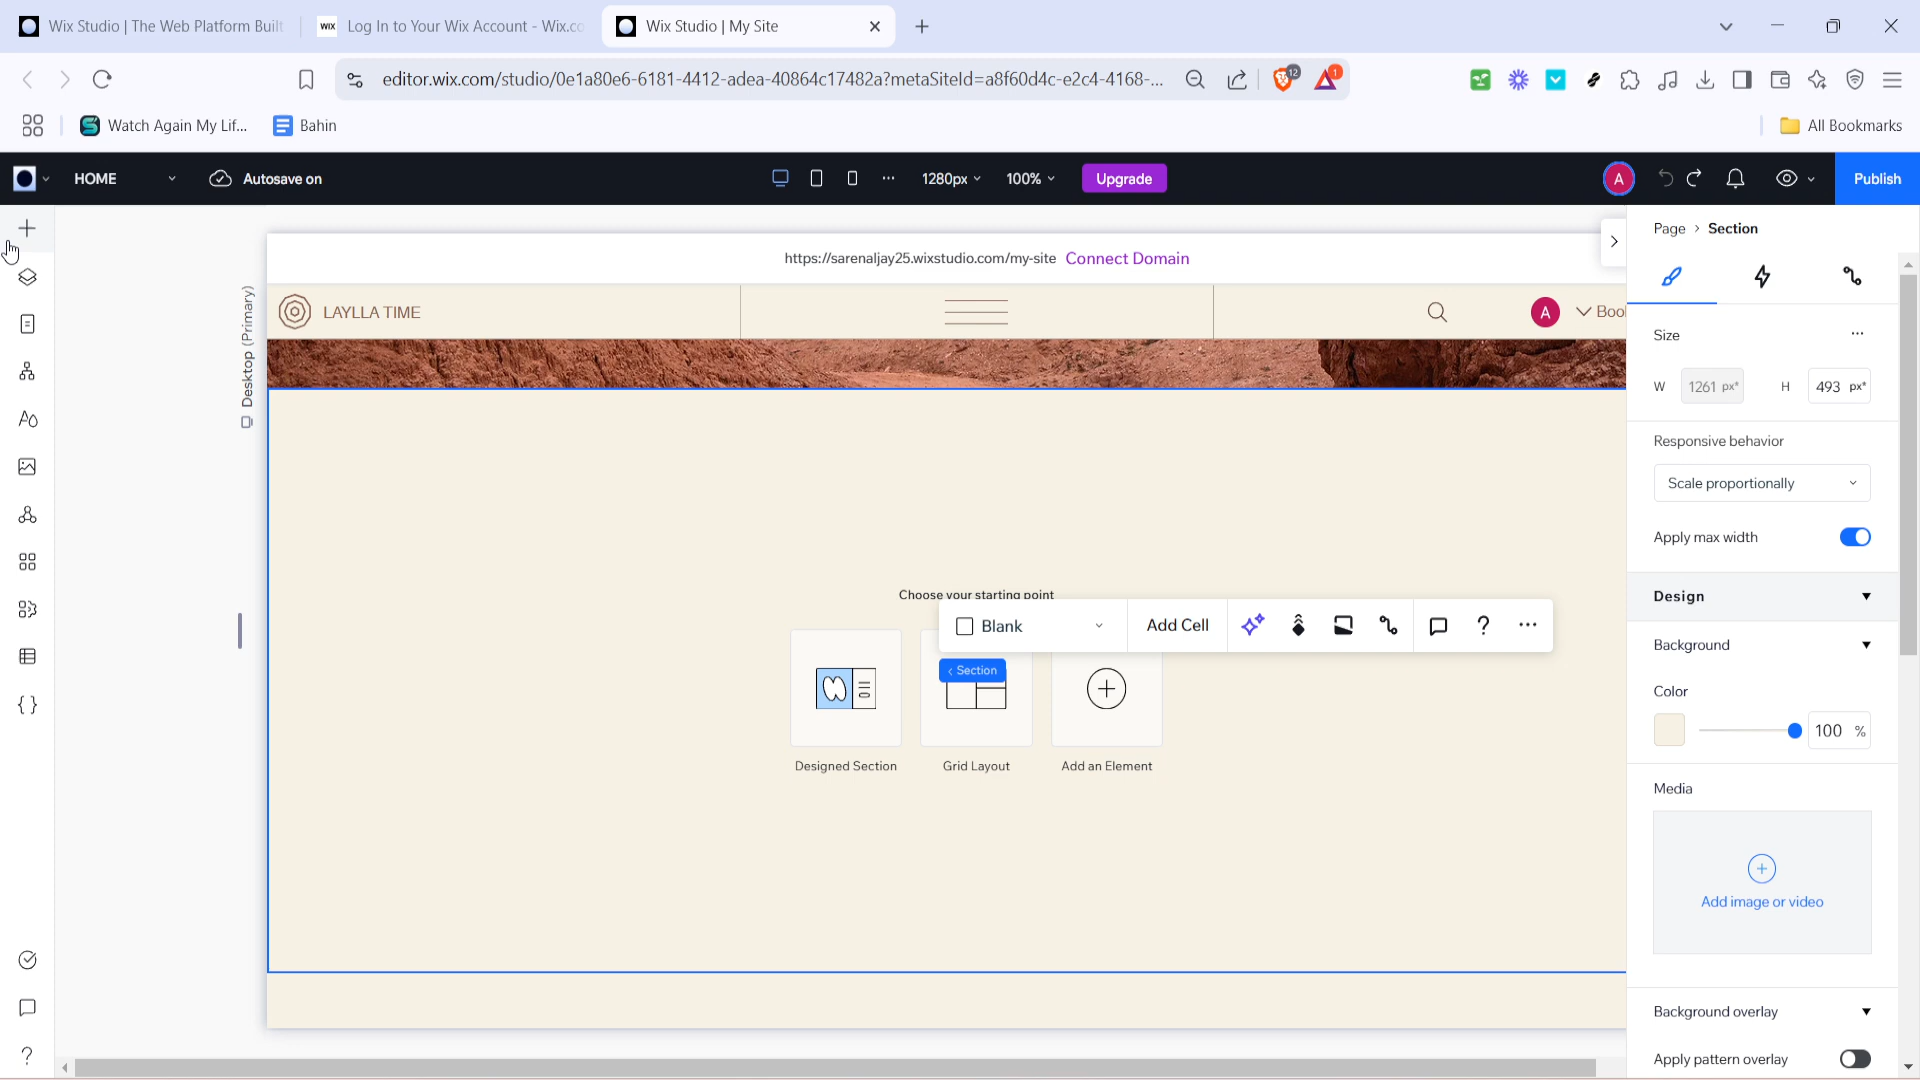 Wix Studio | The Web Platform Built
WIX Log In to Your Wix Account - Wix.co
Wix Studio | My Site
editor.wix.com/studio/0e1a80e6-6181-4412-adea-40864c17482a?metaSiteId=a8f60d4c-e2c4-4168-...
12
1
Watch Again My Lif...
Bahin
All Bookmarks
HOME
Autosave on
1280px
100%
Upgrade
A
Publish
Page > Section
https://sarenaljay25.wixstudio.com/my-site Connect Domain
Desktop (Primary)
LAYLLA TIME
A
Boo
Size
W 1261 px*
H 493 px*
Responsive behavior
Scale proportionally
Apply max width
Design
Choose your starting point
Blank
Add Cell
Background
< Section
Color
100 %
Designed Section
Grid Layout
Add an Element
Media
Add image or video
Background overlay
Apply pattern overlay